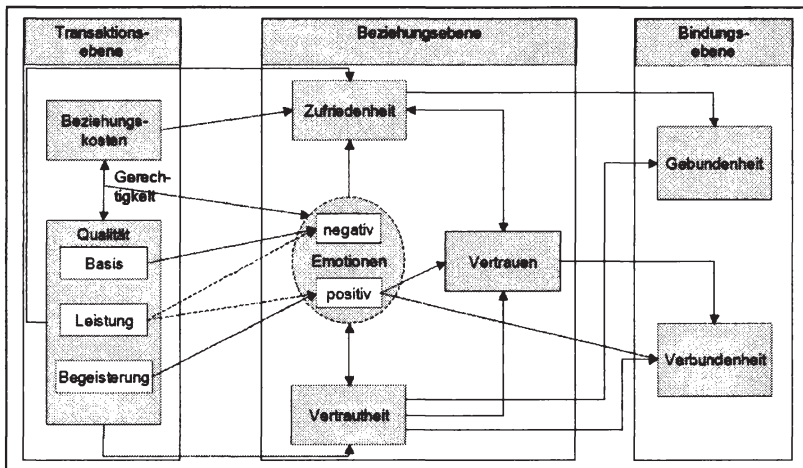 Transaktions-
ebene
Beziehungsebene
Bindungs-
ebene
Beziehungs-
kosten
Zufriedenheit
Gebundenheit
Gerech-
tigkeit
Qualität
Basis
Leistung
Begeisterung
negativ
Emotionen
positiv
Vertrauen
Vertrautheit
Verbundenheit